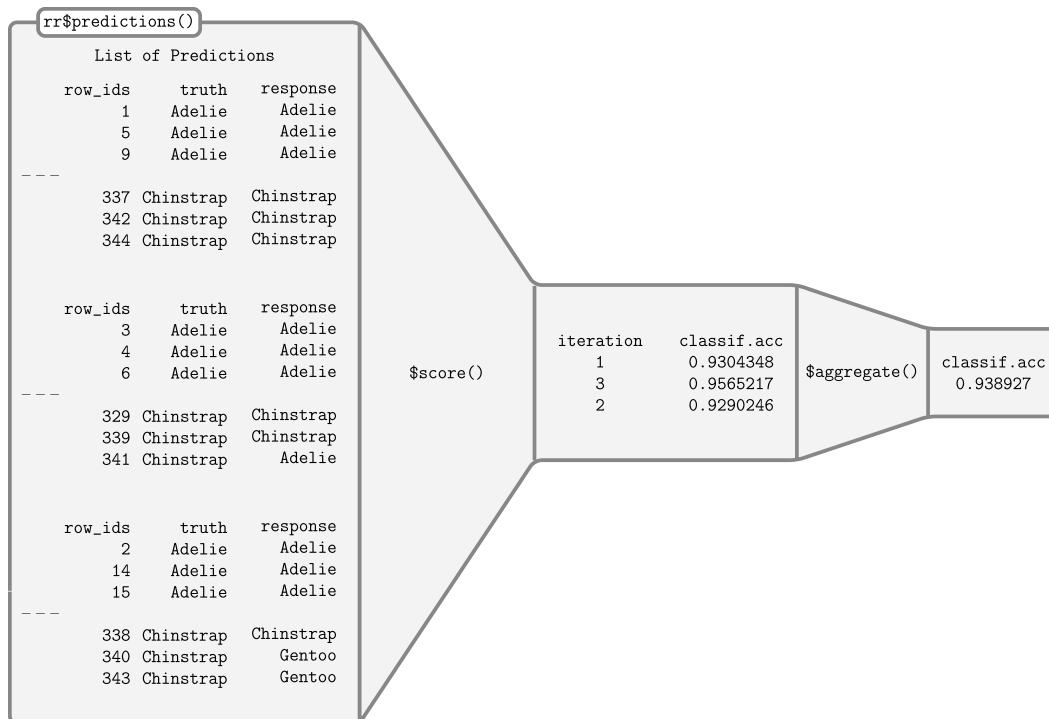 rr$predictions()
List of Predictions
row_ids truth response
1 Adelie Adelie
5 Adelie Adelie
9 Adelie Adelie
---
337 Chinstrap Chinstrap
342 Chinstrap Chinstrap
344 Chinstrap Chinstrap
row_ids truth response
3 Adelie Adelie
4 Adelie Adelie
6 Adelie Adelie
---
329 Chinstrap Chinstrap
339 Chinstrap Chinstrap
341 Chinstrap Adelie
row_ids truth response
2 Adelie Adelie
14 Adelie Adelie
15 Adelie Adelie
---
338 Chinstrap Chinstrap
340 Chinstrap Gentoo
343 Chinstrap Gentoo
$score()
iteration classif.acc
1 0.9304348
3 0.9565217
2 0.9290246
$aggregate()
classif.acc
0.938927